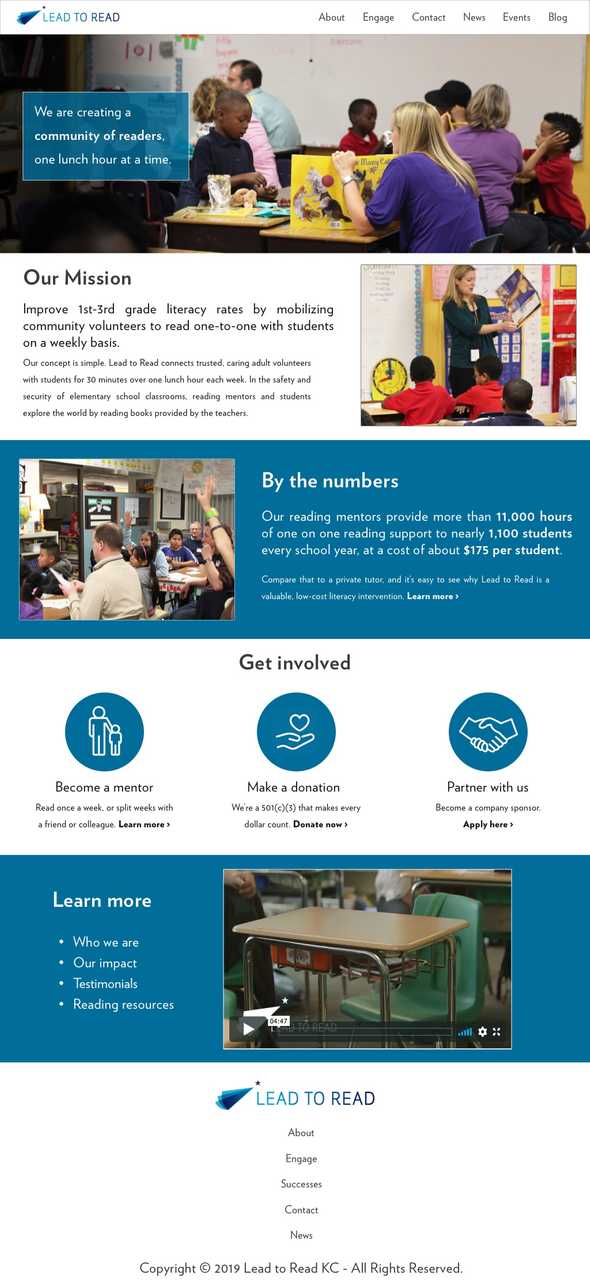 LEAD TO READ
About Engage Contact News Events Blog
We are creating a
community of readers,
one lunch hour at a time.
Our Mission
Improve 1st-3rd grade literacy rates by mobilizing
community volunteers to read one-to-one with students
on a weekly basis.
Our concept is simple. Lead to Read connects trusted, caring adult volunteers
with students for 30 minutes over one lunch hour each week. In the safety and
security of elementary school classrooms, reading mentors and students
explore the world by reading books provided by the teachers.
By the numbers
Our reading mentors provide more than 11,000 hours
of one on one reading support to nearly 1,100 students
every school year, at a cost of about $175 per student.
Compare that to a private tutor, and it's easy to see why Lead to Read is a
valuable, low-cost literacy intervention. Learn more >
Get involved
Become a mentor
Read once a week, or split weeks with
a friend or colleague. Learn more >
Make a donation
We're a 501(c)(3) that makes every
dollar count. Donate now >
Partner with us
Become a company sponsor.
Apply here >
Learn more
• Who we are
• Our impact
• Testimonials
• Reading resources
04:47
LEAD TO READ
LEAD TO READ
About
Engage
Successes
Contact
News
Copyright © 2019 Lead to Read KC - All Rights Reserved.